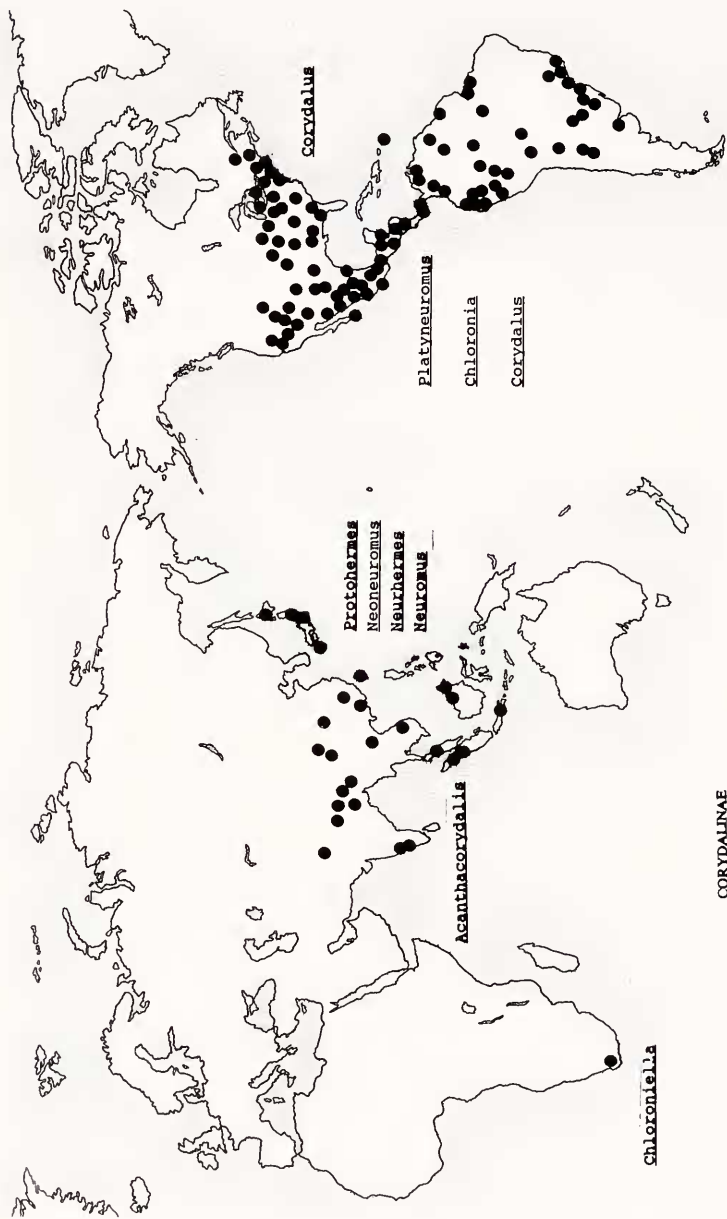 Corydalus
Platyneuromus
Chloronia
Corydalus
Protohermes
Neoneuromus
Neurhermes
Neuromus
Acanthacorydalis
Chloroniella
CORYDALINAE